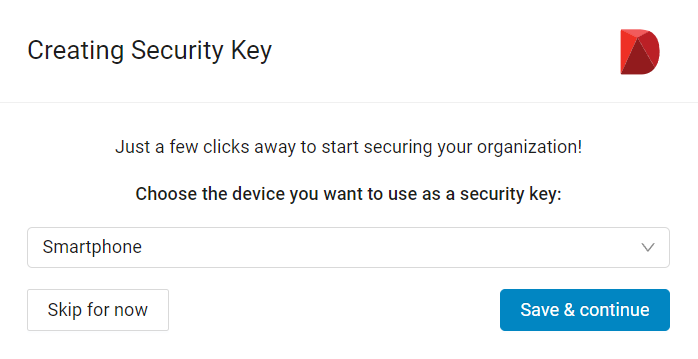 Creating Security Key
Just a few clicks away to start securing your organization!
Choose the device you want to use as a security key:
Smartphone
Skip for now
Save & continue